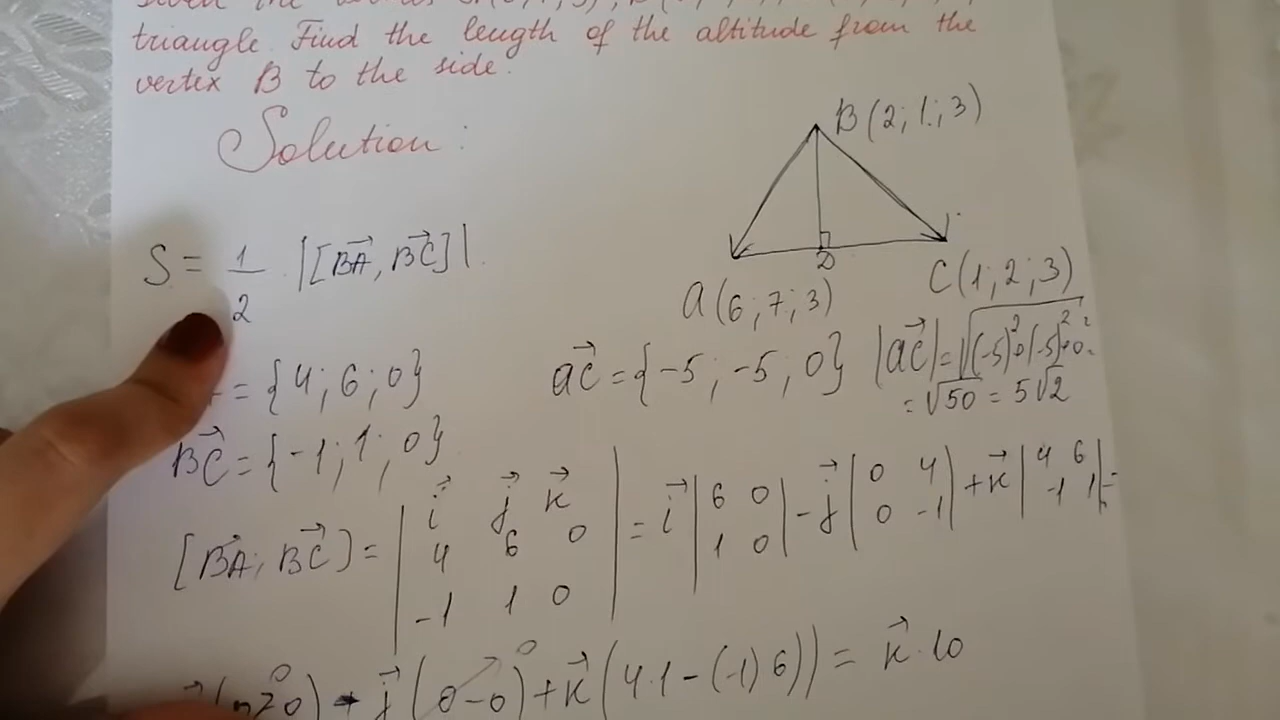 triangle. Find the length of the altitude from the
vertex B to the side.
Solution:
B(2; 1; 3)
S = 1/2 · |[BA⃗, BC⃗]|.
D
A(6; 7; 3)
C(1; 2; 3)
= {4; 6; 0}
AC⃗ = {-5; -5; 0} |AC⃗| = √((-5)²+(-5)²+0²) =
= √50 = 5√2
BC⃗ = {-1; 1; 0}
[BA⃗; BC⃗] = | i⃗ j⃗ k⃗ | = i⃗ | 6 0 | - j⃗ | 0 4 | + k⃗ | 4 6 | =
| 4 6 0 | | 1 0 | | 0 -1 | | -1 1 |
| -1 1 0 |
j⃗ (0-0) + k⃗ (4·1-(-1)6)) = k⃗ · 10